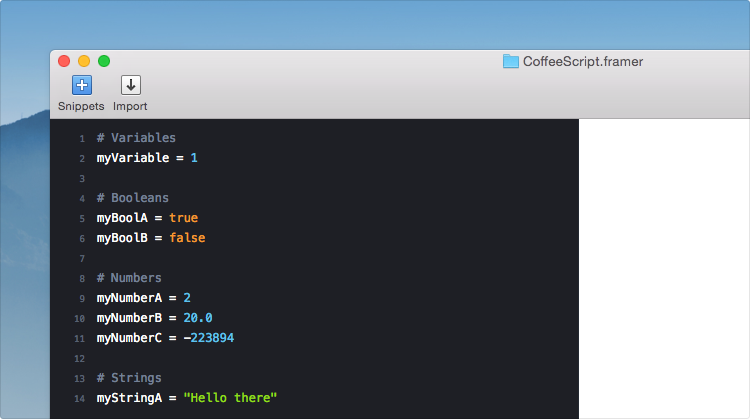 CoffeeScript.framer
Snippets Import
1 # Variables
2 myVariable = 1
3
4 # Booleans
5 myBoolA = true
6 myBoolB = false
7
8 # Numbers
9 myNumberA = 2
10 myNumberB = 20.0
11 myNumberC = -223894
12
13 # Strings
14 myStringA = "Hello there"